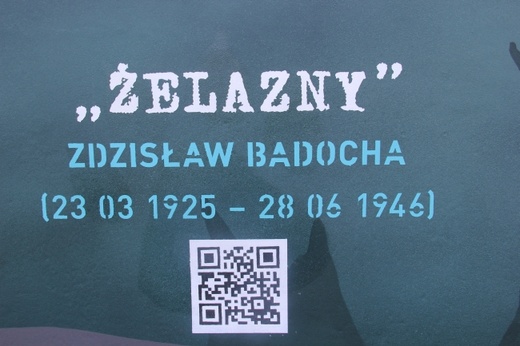 „ŻELAZNY”
ZDZISŁAW BADOCHA
(23 03 1925 – 28 06 1946)